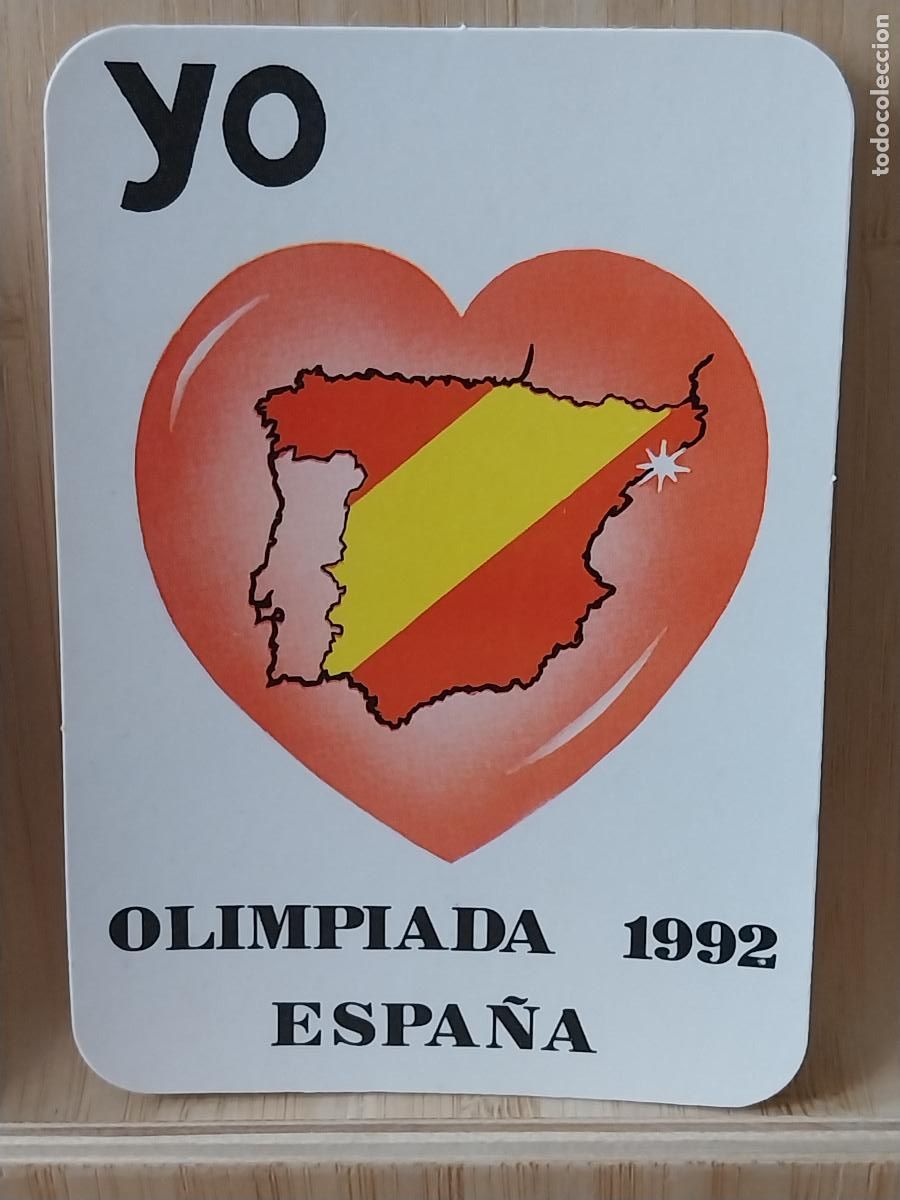 yo
OLIMPIADA 1992
ESPAÑA
todocoleccion